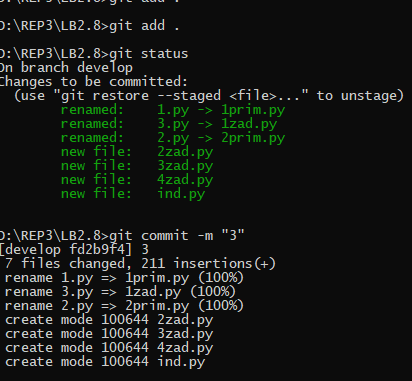 D:\REP3\LB2.8>git add .
D:\REP3\LB2.8>git add .
D:\REP3\LB2.8>git status
On branch develop
Changes to be committed:
(use "git restore --staged <file>..." to unstage)
renamed: 1.py -> 1prim.py
renamed: 3.py -> 1zad.py
renamed: 2.py -> 2prim.py
new file: 2zad.py
new file: 3zad.py
new file: 4zad.py
new file: ind.py
D:\REP3\LB2.8>git commit -m "3"
[develop fd2b9f4] 3
7 files changed, 211 insertions(+)
rename 1.py => 1prim.py (100%)
rename 3.py => 1zad.py (100%)
rename 2.py => 2prim.py (100%)
create mode 100644 2zad.py
create mode 100644 3zad.py
create mode 100644 4zad.py
create mode 100644 ind.py